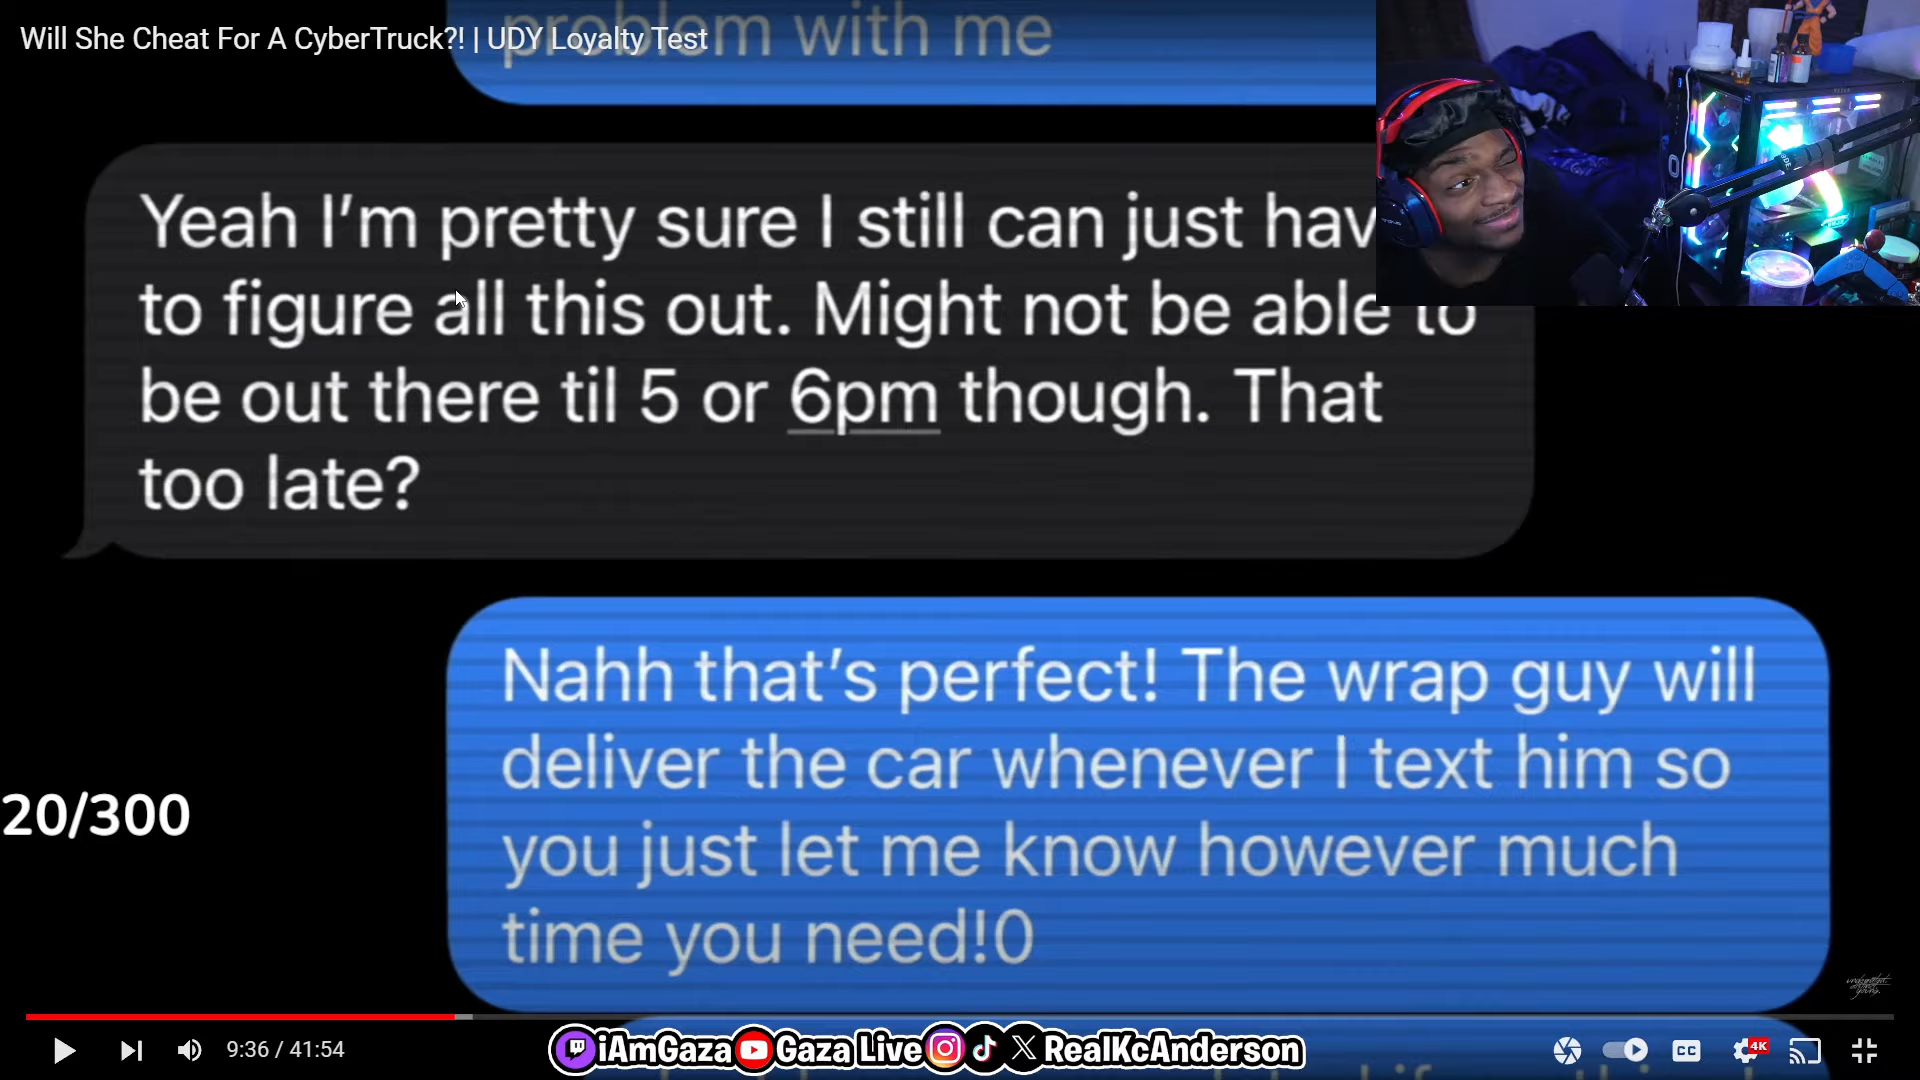 problem with me
Will She Cheat For A CyberTruck?! | UDY Loyalty Test
Yeah I’m pretty sure I still can just hav
to figure all this out. Might not be able to
be out there til 5 or 6pm though. That
too late?
Nahh that’s perfect! The wrap guy will
deliver the car whenever I text him so
you just let me know however much
time you need!0
20/300
9:36 / 41:54
iAmGaza Gaza Live RealKcAnderson
CC
4K